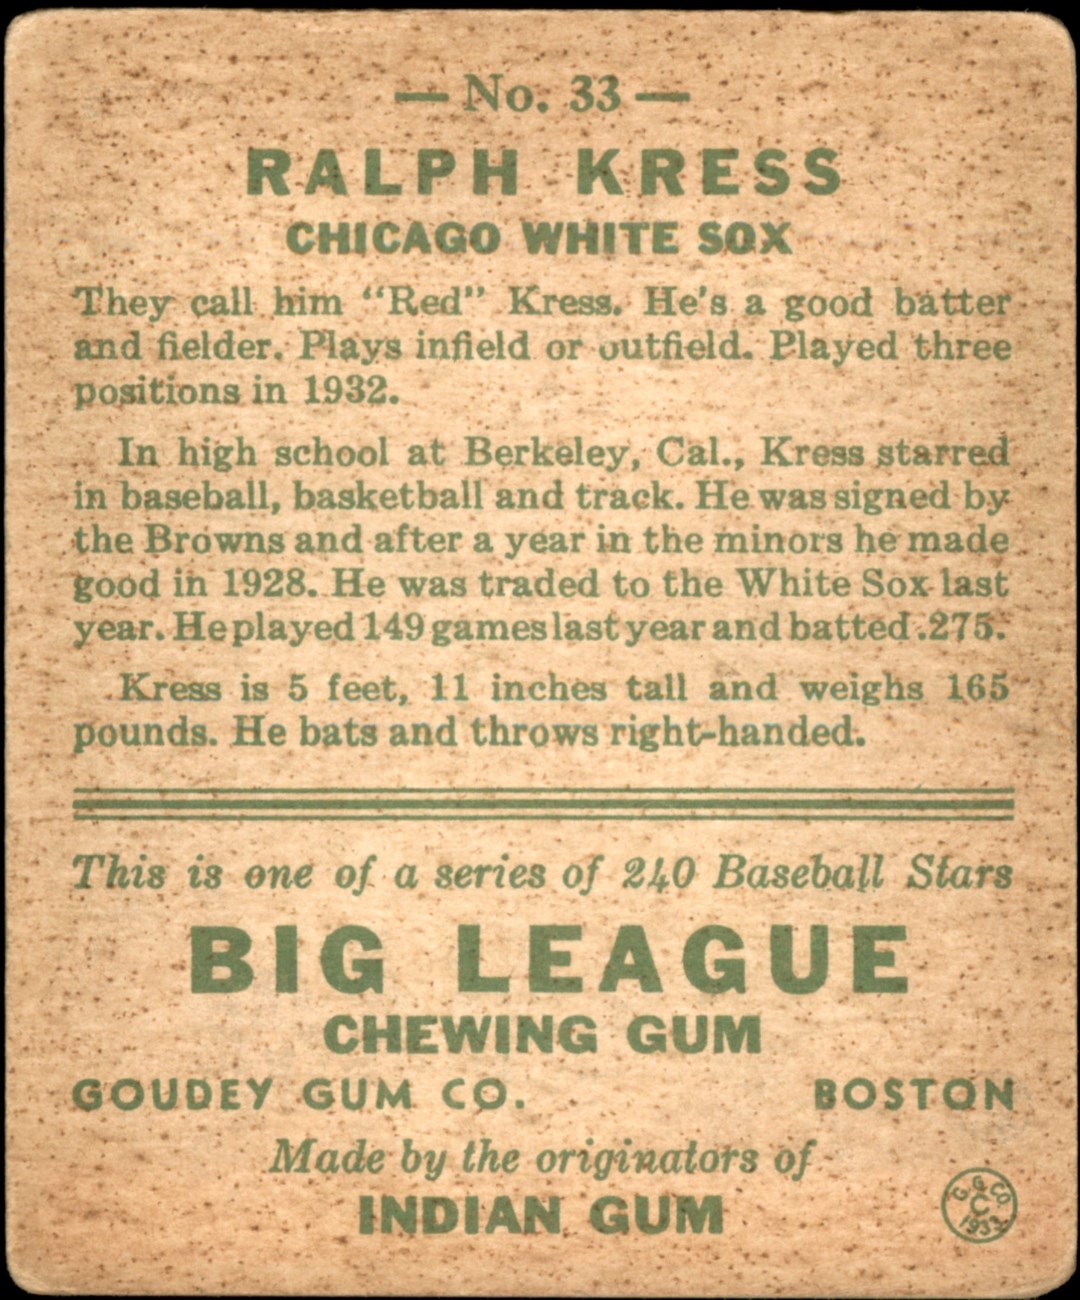 — No. 33 —
RALPH KRESS
CHICAGO WHITE SOX
They call him “Red” Kress. He's a good batter
and fielder. Plays infield or outfield. Played three
positions in 1932.
In high school at Berkeley, Cal., Kress starred
in baseball, basketball and track. He was signed by
the Browns and after a year in the minors he made
good in 1928. He was traded to the White Sox last
year. He played 149 games last year and batted .275.
Kress is 5 feet, 11 inches tall and weighs 165
pounds. He bats and throws right-handed.
This is one of a series of 240 Baseball Stars
BIG LEAGUE
CHEWING GUM
GOUDEY GUM CO. BOSTON
Made by the originators of
INDIAN GUM
G. G. CO.
C
1933